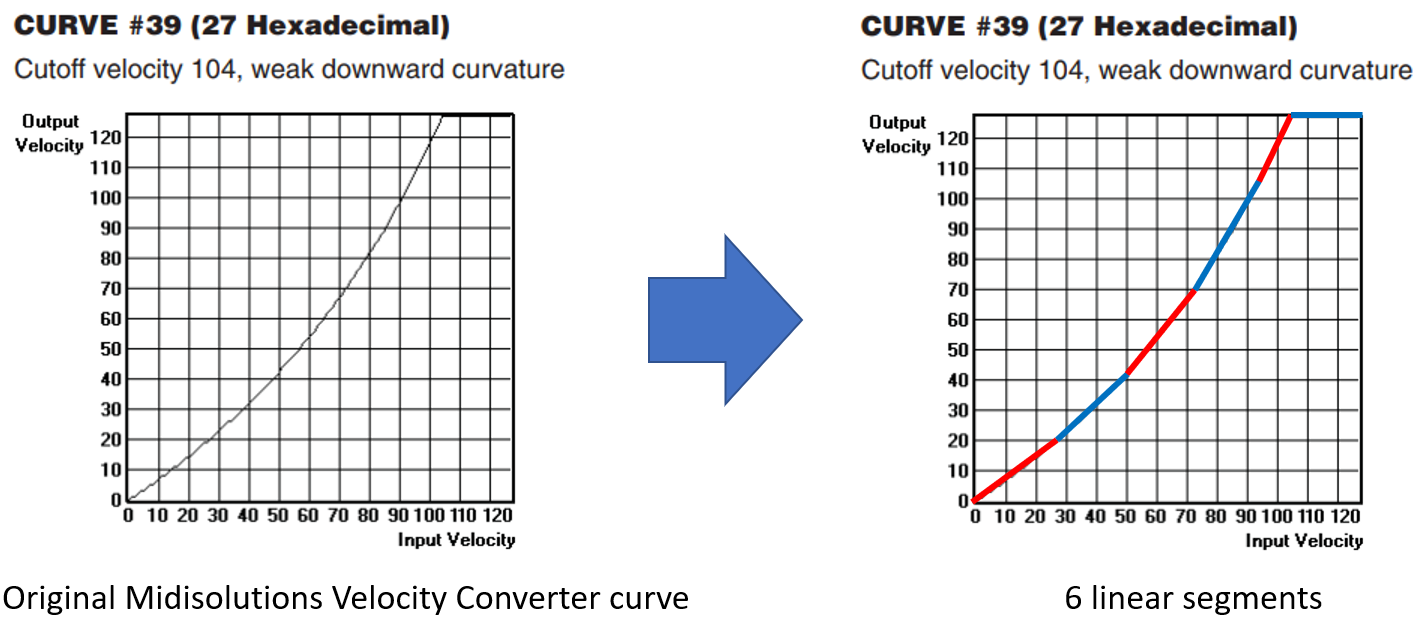 CURVE #39 (27 Hexadecimal)
Cutoff velocity 104, weak downward curvature
Output
Velocity
120
110
100
90
80
70
60
50
40
30
20
10
0
0 10 20 30 40 50 60 70 80 90 100 110 120
Input Velocity
Original Midisolutions Velocity Converter curve
CURVE #39 (27 Hexadecimal)
Cutoff velocity 104, weak downward curvature
Output
Velocity
120
110
100
90
80
70
60
50
40
30
20
10
0
0 10 20 30 40 50 60 70 80 90 100 110 120
Input Velocity
6 linear segments